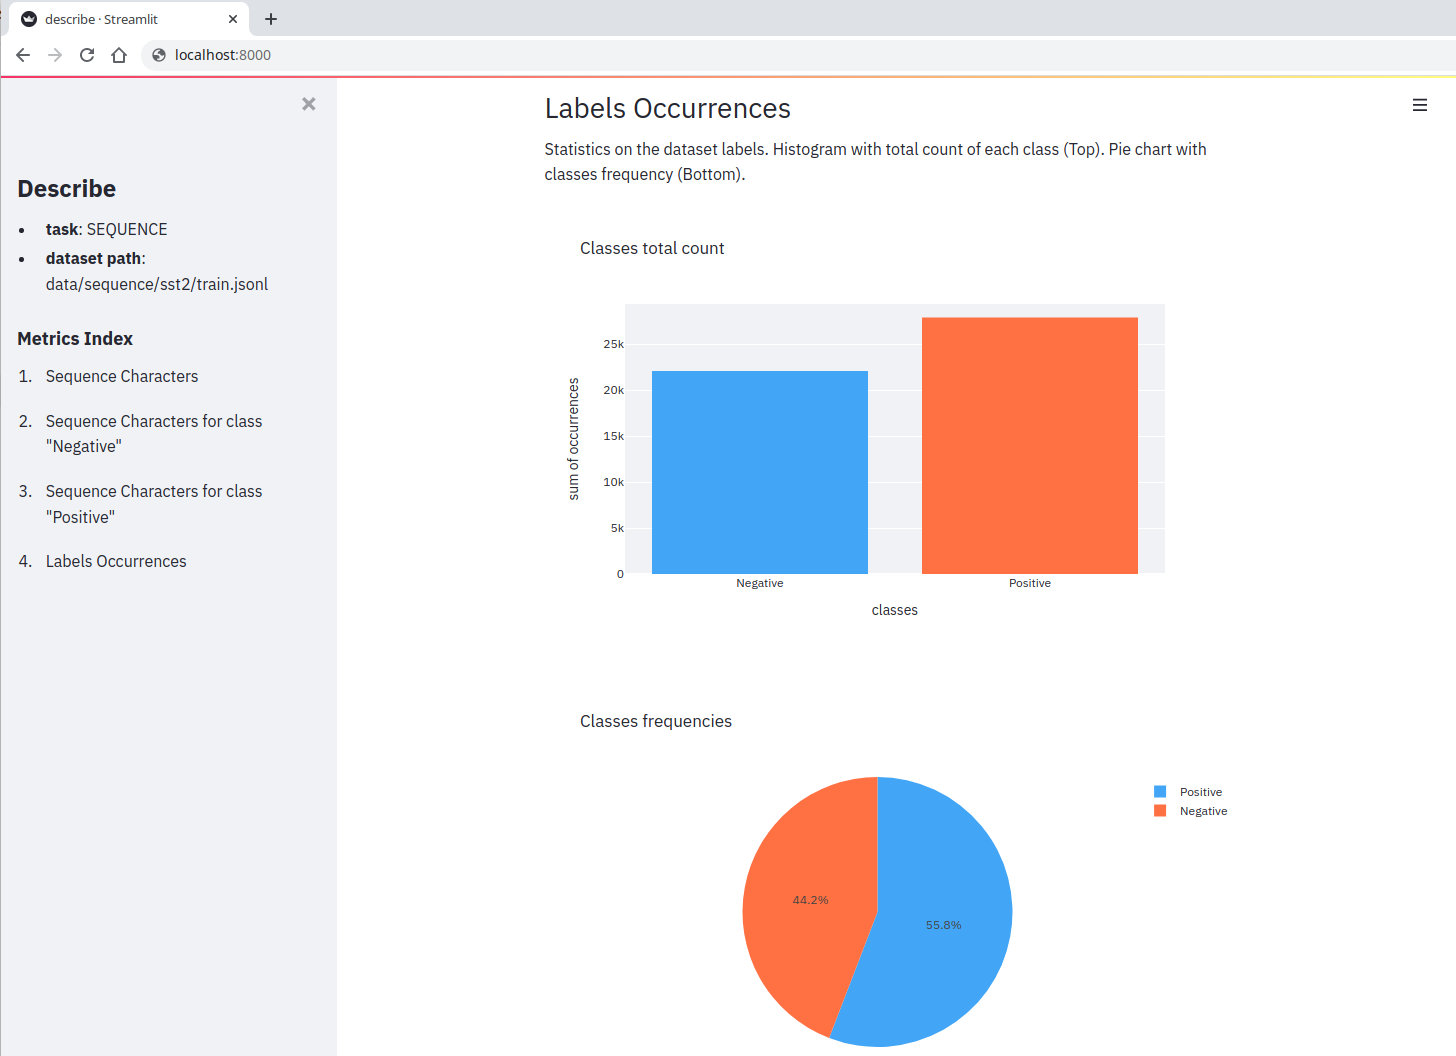 describe · Streamlit
localhost:8000
Describe
• task: SEQUENCE
• dataset path:
data/sequence/sst2/train.jsonl
Metrics Index
1. Sequence Characters
2. Sequence Characters for class
"Negative"
3. Sequence Characters for class
"Positive"
4. Labels Occurrences
Labels Occurrences
Statistics on the dataset labels. Histogram with total count of each class (Top). Pie chart with
classes frequency (Bottom).
Classes total count
sum of occurrences
25k
20k
15k
10k
5k
0
Negative Positive
classes
Classes frequencies
Positive
Negative
44.2%
55.8%